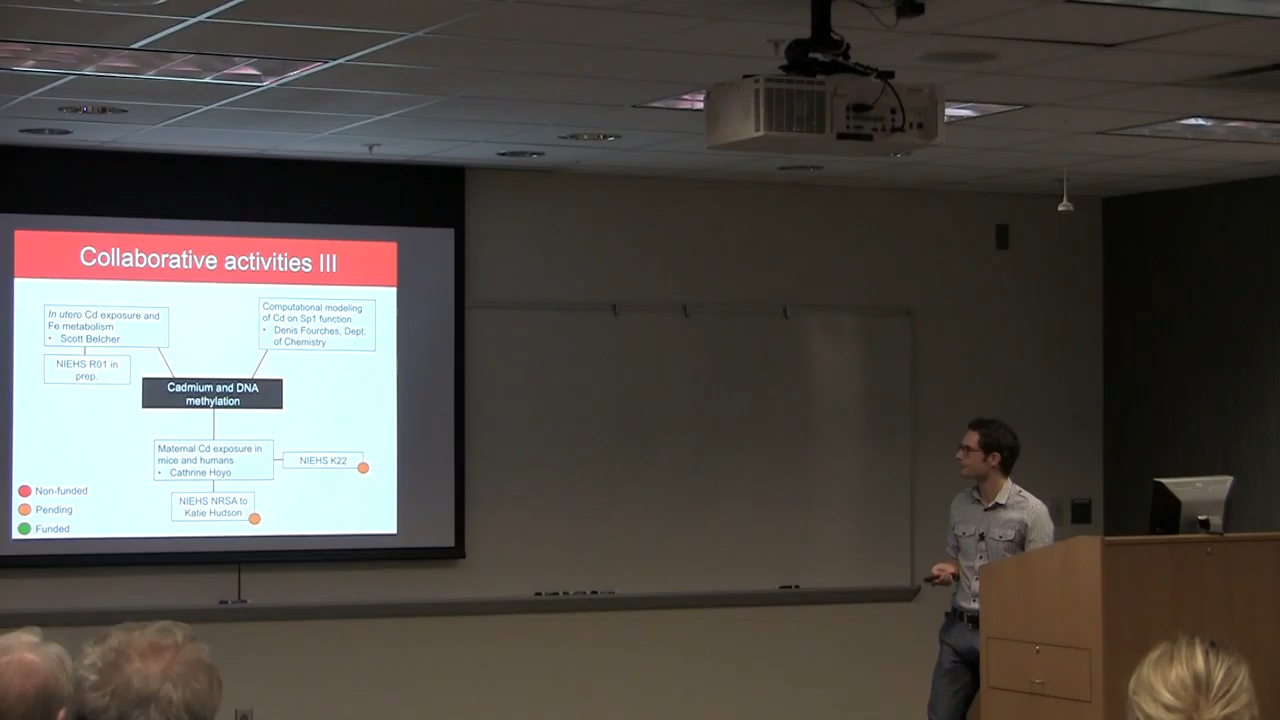 Collaborative activities III
In utero Cd exposure and
Fe metabolism
• Scott Belcher
NIEHS R01 in
prep.
Computational modeling
of Cd on Sp1 function
• Denis Fourches, Dept.
of Chemistry
Cadmium and DNA
methylation
Maternal Cd exposure in
mice and humans
• Cathrine Hoyo
NIEHS K22
NIEHS NRSA to
Katie Hudson
Non-funded
Pending
Funded